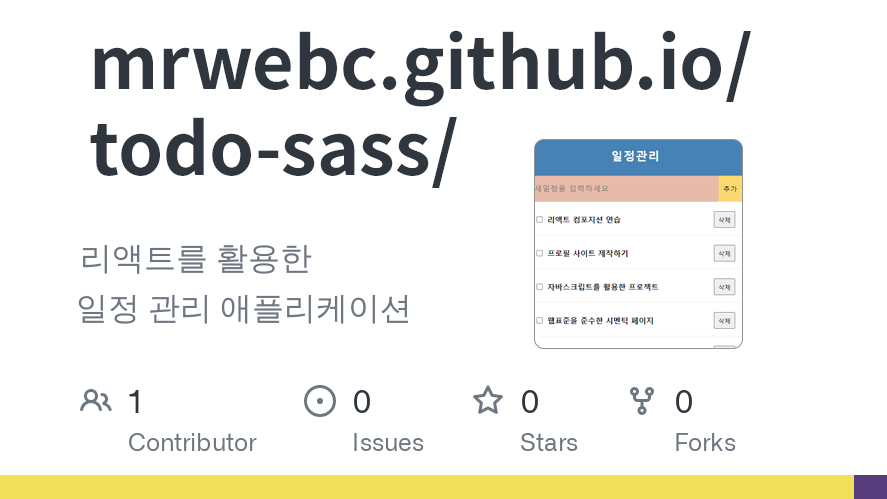 mrwebc.github.io/
todo-sass/
리액트를 활용한
일정 관리 애플리케이션
일정관리
새일정을 입력하세요 추가
리액트 컴포지션 연습 삭제
프로필 사이트 제작하기 삭제
자바스크립트를 활용한 프로젝트 삭제
웹표준을 준수한 시멘틱 페이지 삭제
1 0 0 0
Contributor Issues Stars Forks